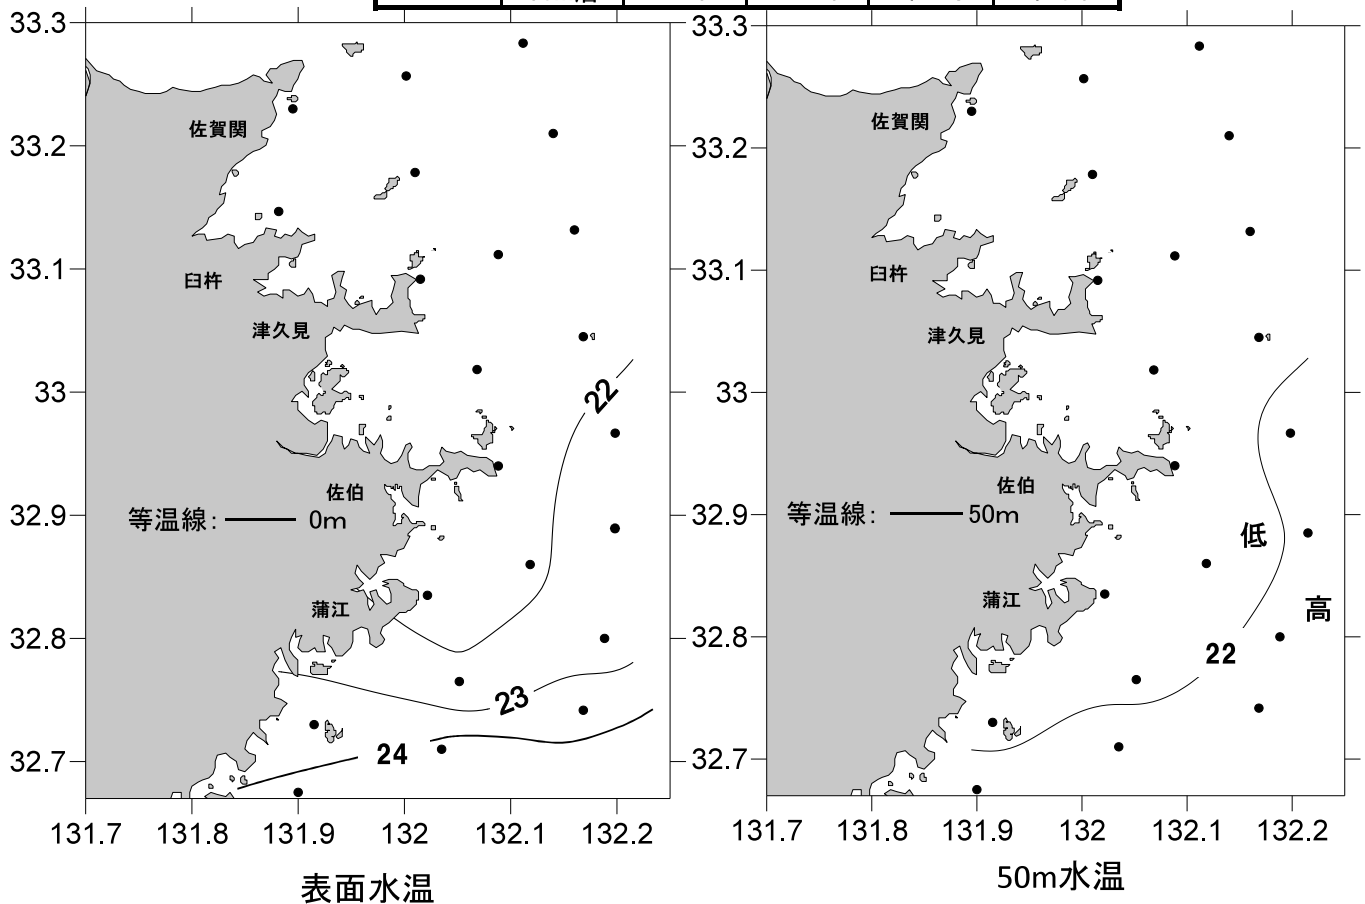 33.3
33.2
33.1
33
32.9
32.8
32.7
131.7
131.8
131.9
132
132.1
132.2
佐賀関
臼杵
津久見
佐伯
等温線: 0m
蒲江
22
23
24
表面水温
33.3
33.2
33.1
33
32.9
32.8
32.7
131.7
131.8
131.9
132
132.1
132.2
佐賀関
臼杵
津久見
佐伯
等温線: 50m
低
蒲江
高
22
50m水温